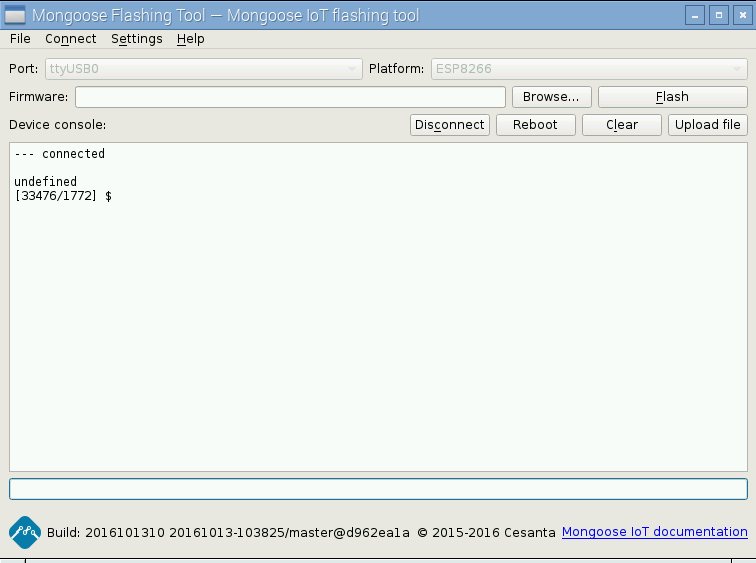 Mongoose Flashing Tool — Mongoose IoT flashing tool
File Connect Settings Help
Port: ttyUSB0 Platform: ESP8266
Firmware: Browse... Flash
Device console: Disconnect Reboot Clear Upload file
--- connected
undefined
[33476/1772] $
Build: 2016101310 20161013-103825/master@d962ea1a © 2015-2016 Cesanta Mongoose IoT documentation